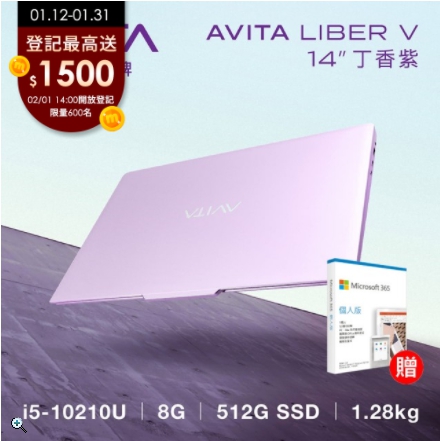 01.12-01.31
登記最高送
$1500
02/01 14:00開放登記
限量600名
AVITA LIBER V
14" 丁香紫
AVITA
Microsoft 365
個人版
贈
i5-10210U | 8G | 512G SSD | 1.28kg